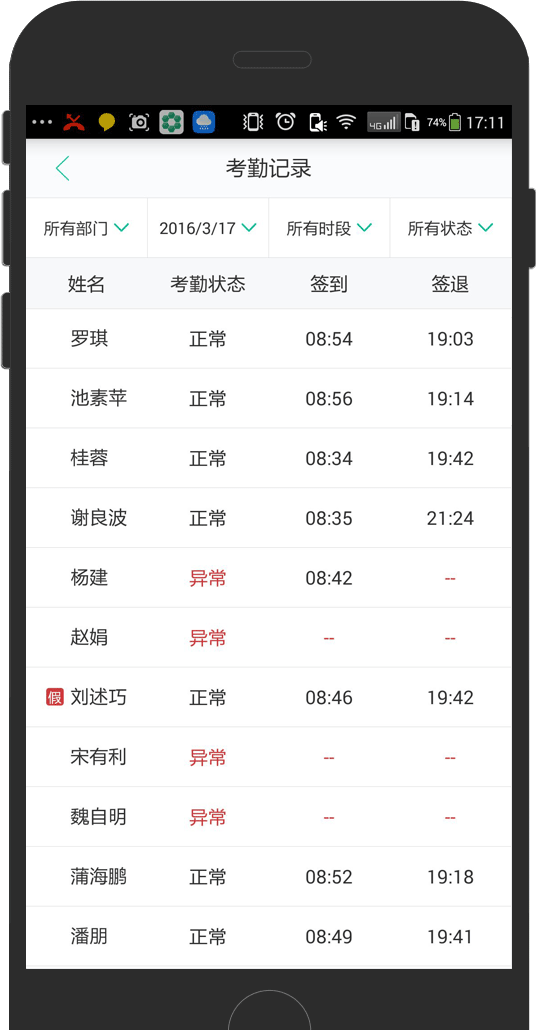 4G 74% 17:11
考勤记录
所有部门 2016/3/17 所有时段 所有状态
姓名 考勤状态 签到 签退
罗琪 正常 08:54 19:03
池素苹 正常 08:56 19:14
桂蓉 正常 08:34 19:42
谢良波 正常 08:35 21:24
杨建 异常 08:42 --
赵娟 异常 -- --
假 刘述巧 正常 08:46 19:42
宋有利 异常 -- --
魏自明 异常 -- --
蒲海鹏 正常 08:52 19:18
潘朋 正常 08:49 19:41